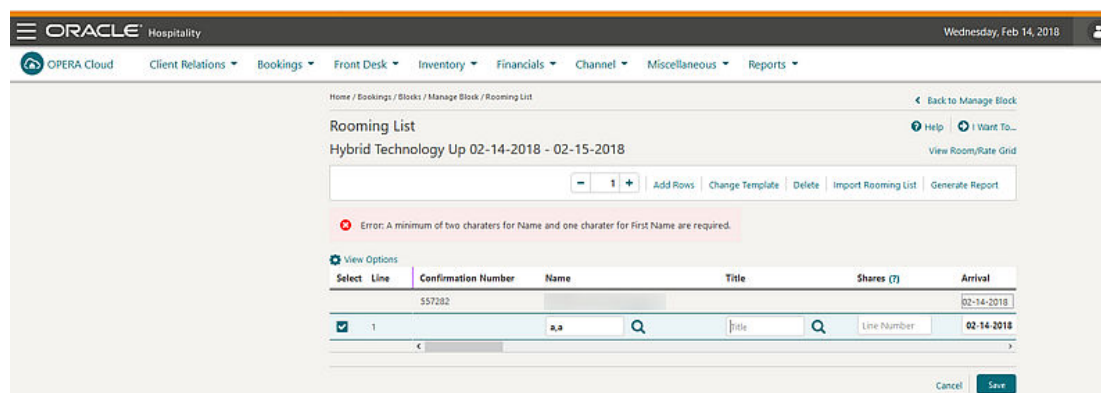 ORACLE Hospitality Wednesday, Feb 14, 2018
OPERA Cloud Client Relations Bookings Front Desk Inventory Financials Channel Miscellaneous Reports
Home / Bookings / Blocks / Manage Block / Rooming List Back to Manage Block
Rooming List Help I Want To...
Hybrid Technology Up 02-14-2018 - 02-15-2018 View Room/Rate Grid
- 1 + Add Rows Change Template Delete Import Rooming List Generate Report
Error: A minimum of two charaters for Name and one charater for First Name are required.
View Options
Select Line Confirmation Number Name Title Shares (?) Arrival
557282 02-14-2018
1 a,a Title Line Number 02-14-2018
Cancel Save